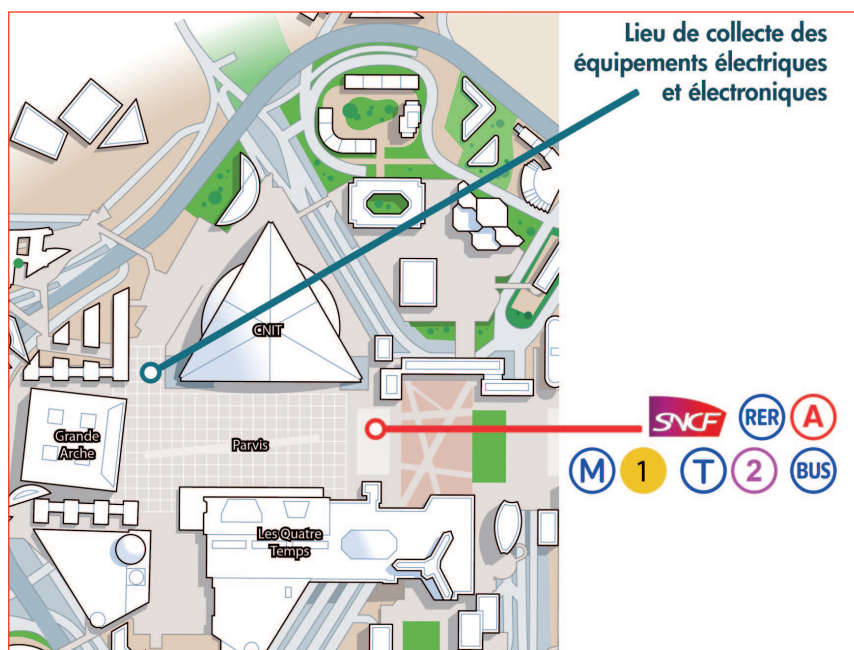 Lieu de collecte des
équipements électriques
et électroniques
CNIT
Grande
Arche
Parvis
Les Quatre
Temps
SNCF RER A
M 1 T 2 BUS